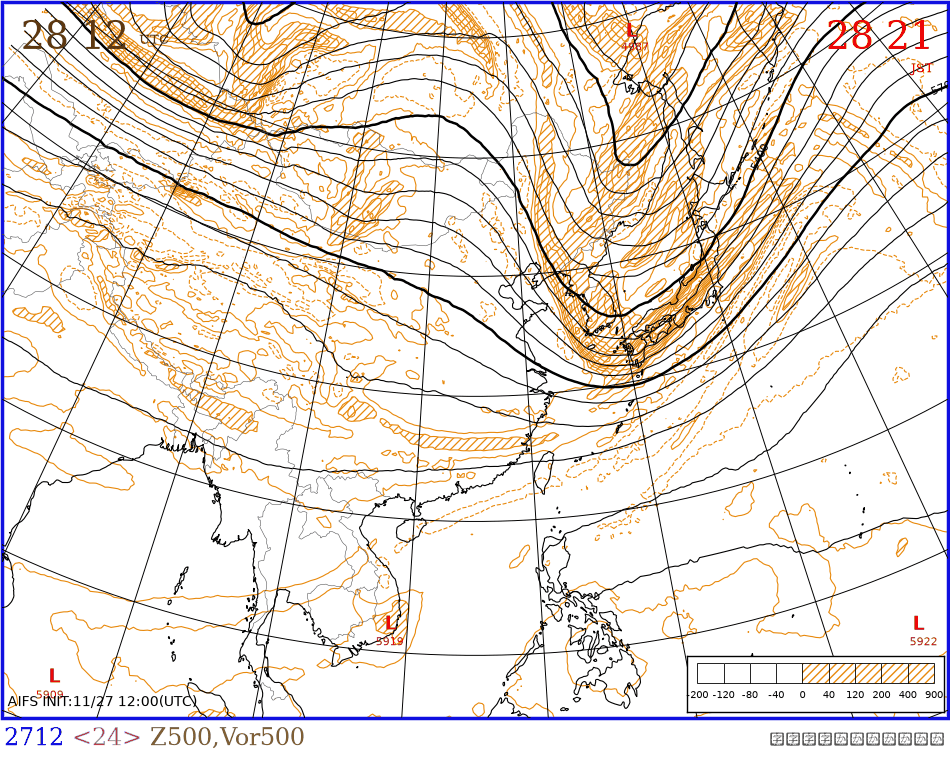 28 12 UTC
28 21
JST
L
4987
L
5919
L
5922
L
5909
AIFS INIT:11/27 12:00(UTC)
-200 -120 -80 -40 0 40 120 200 400 900
2712 <24> Z500,Vor500